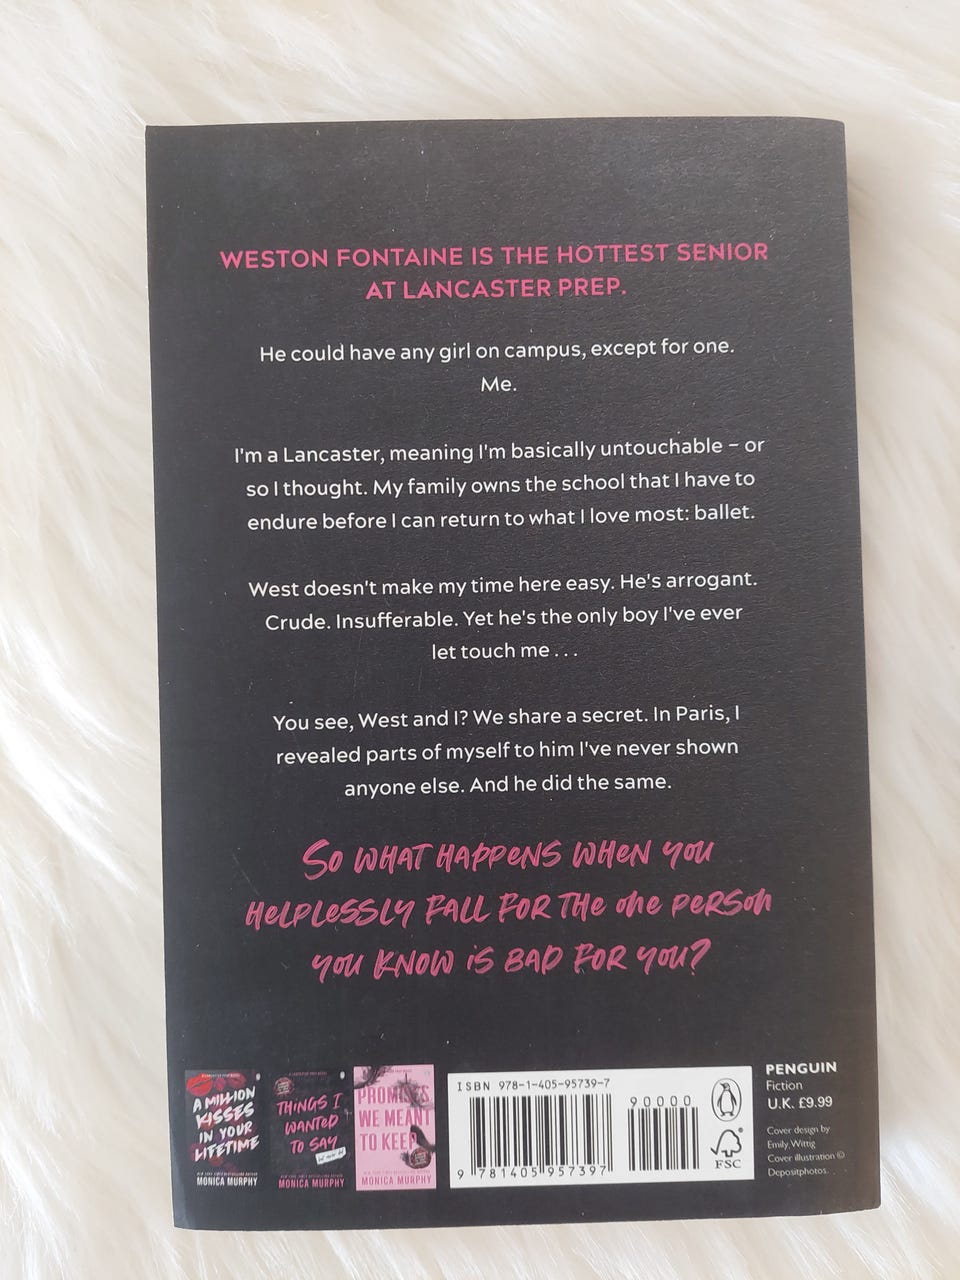 WESTON FONTAINE IS THE HOTTEST SENIOR
AT LANCASTER PREP.
He could have any girl on campus, except for one.
Me.
I'm a Lancaster, meaning I'm basically untouchable – or
so I thought. My family owns the school that I have to
endure before I can return to what I love most: ballet.
West doesn't make my time here easy. He's arrogant.
Crude. Insufferable. Yet he's the only boy I've ever
let touch me . . .
You see, West and I? We share a secret. In Paris, I
revealed parts of myself to him I've never shown
anyone else. And he did the same.
So what happens when you
helplessly fall for the one person
you know is bad for you?
A MILLION
KISSES
IN YOUR
LIFETIME
MONICA MURPHY
THINGS I
WANTED
TO SAY
MONICA MURPHY
PROMISES
WE MEANT
TO KEEP
MONICA MURPHY
ISBN 978-1-405-95739-7
90000
9 781405 957397
FSC
PENGUIN
Fiction
U.K. £9.99
Cover design by
Emily Wittig
Cover illustration ©
Depositphotos